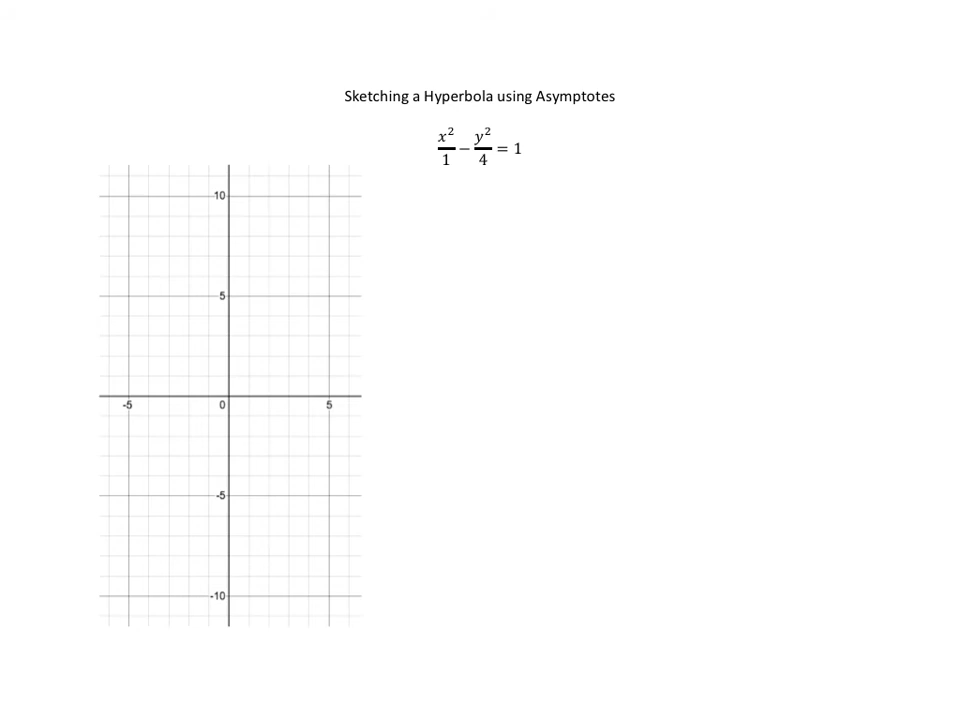 Sketching a Hyperbola using Asymptotes
x²/1 − y²/4 = 1
10
5
-5 0 5
-5
-10